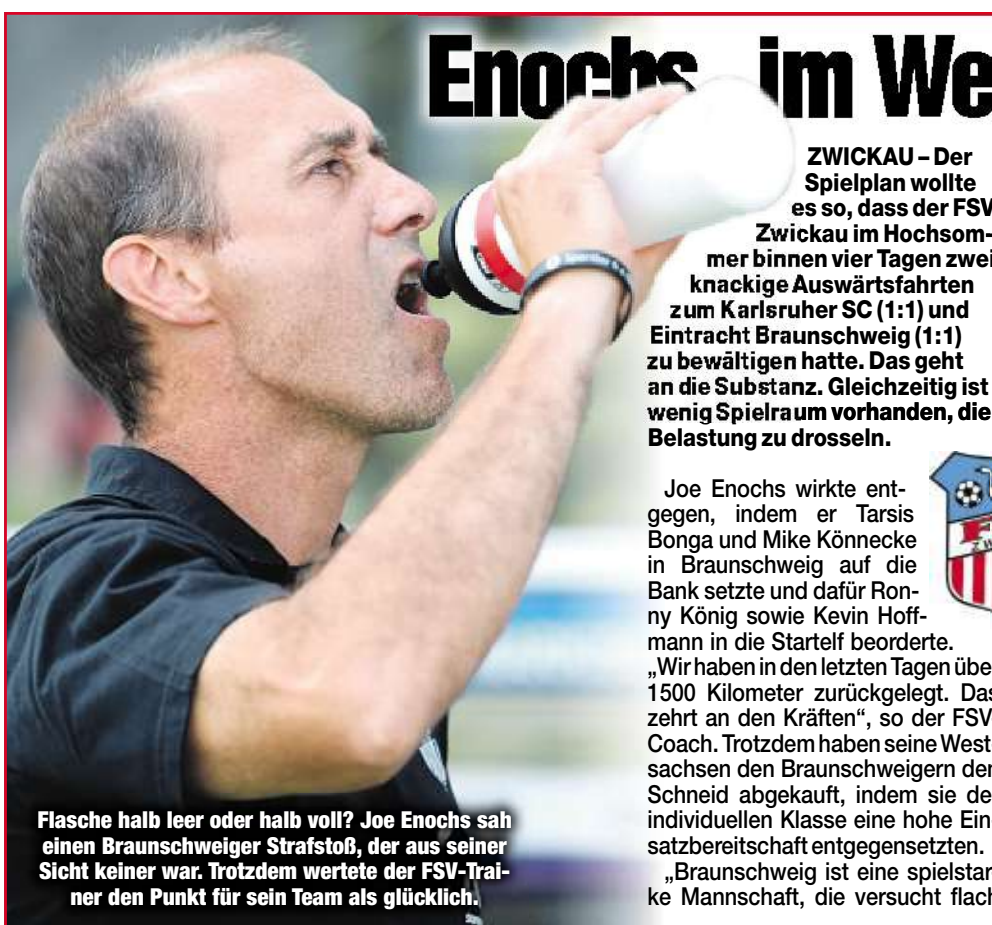 Enochs im We
ZWICKAU – Der
Spielplan wollte
es so, dass der FSV
Zwickau im Hochsom-
mer binnen vier Tagen zwei
knackige Auswärtsfahrten
zum Karlsruher SC (1:1) und
Eintracht Braunschweig (1:1)
zu bewältigen hatte. Das geht
an die Substanz. Gleichzeitig ist
wenig Spielraum vorhanden, die
Belastung zu drosseln.
Joe Enochs wirkte ent-
gegen, indem er Tarsis
Bonga und Mike Könnecke
in Braunschweig auf die
Bank setzte und dafür Ron-
ny König sowie Kevin Hoff-
mann in die Startelf beorderte.
„Wir haben in den letzten Tagen übe
1500 Kilometer zurückgelegt. Das
zehrt an den Kräften“, so der FSV
Coach. Trotzdem haben seine West
sachsen den Braunschweigern den
Schneid abgekauft, indem sie de
individuellen Klasse eine hohe Ein
satzbereitschaft entgegensetzten.
„Braunschweig ist eine spielstar
ke Mannschaft, die versucht flach
Flasche halb leer oder halb voll? Joe Enochs sah
einen Braunschweiger Strafstoß, der aus seiner
Sicht keiner war. Trotzdem wertete der FSV-Trai-
ner den Punkt für sein Team als glücklich.